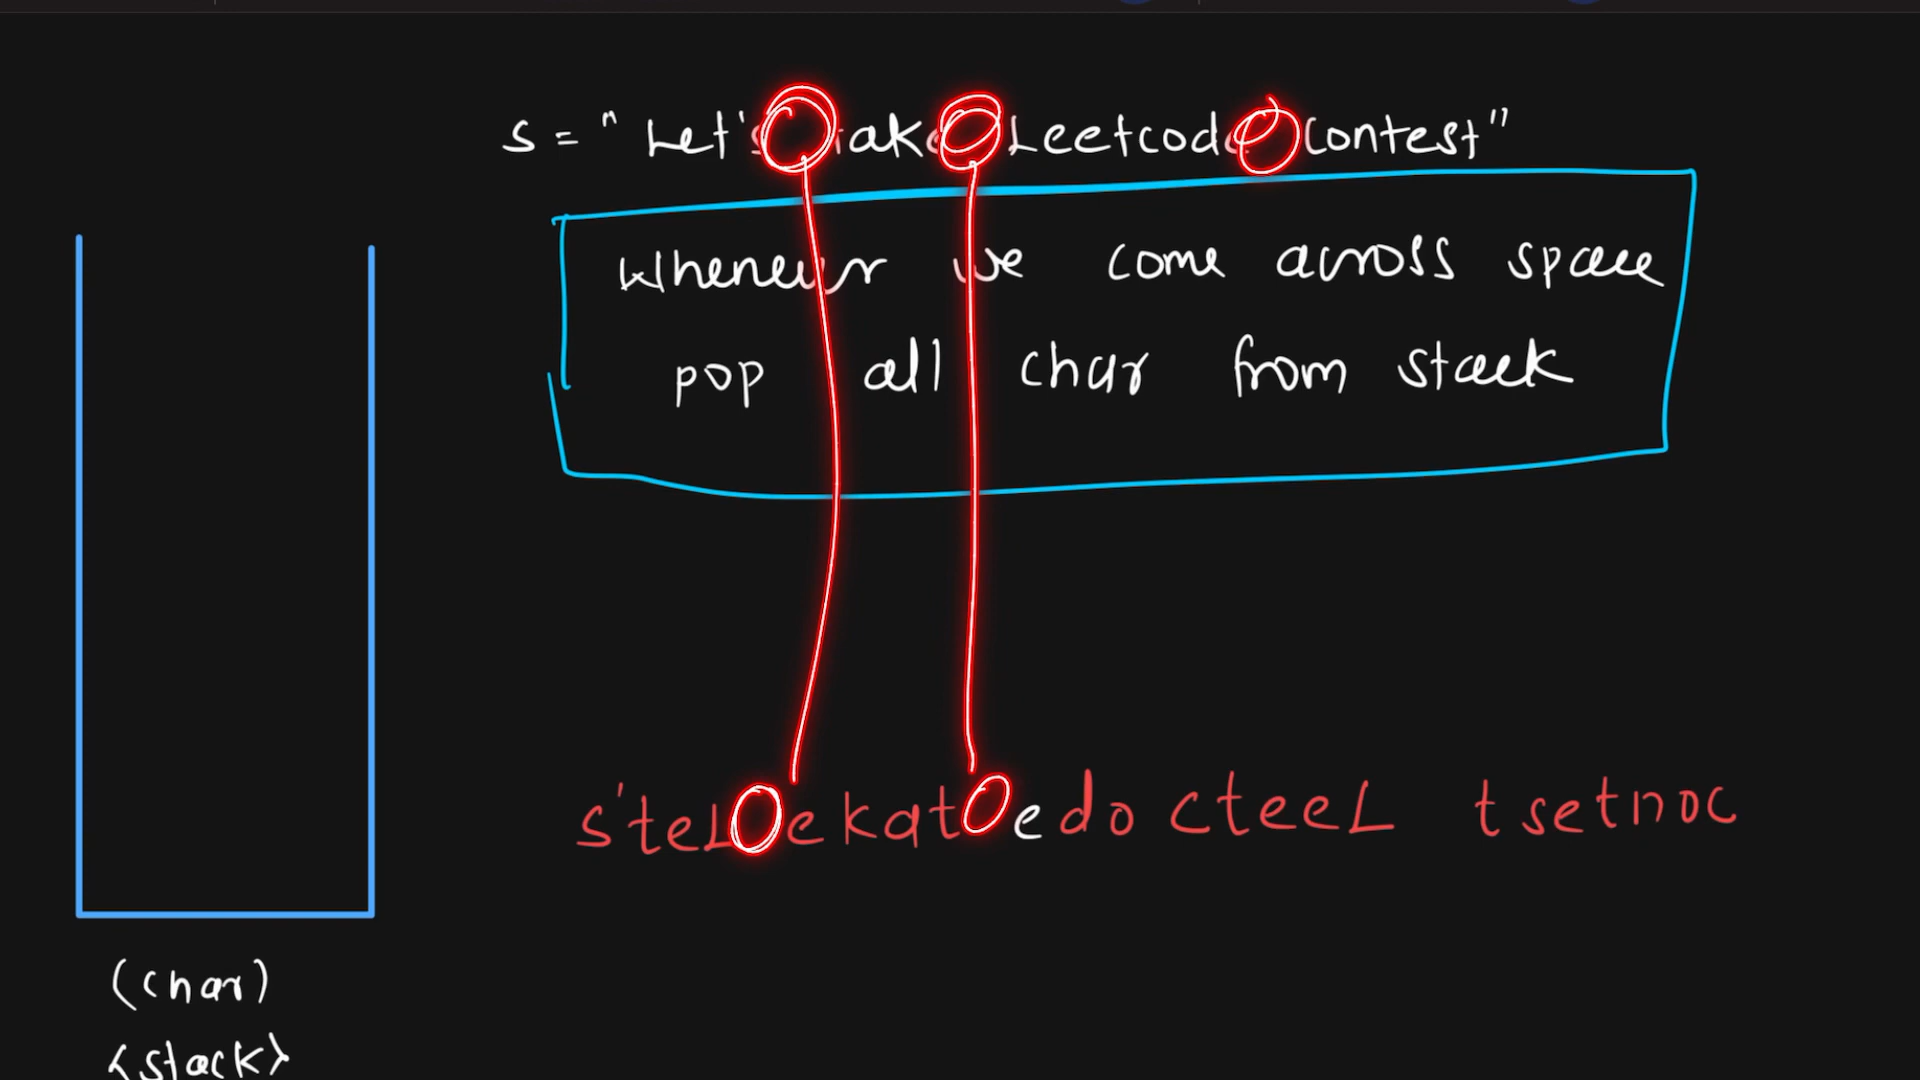 s = "Let's take Leetcode Contest"
whenever we come across space
pop all char from stack
s'teL ekat edocteeL tsetnoc
(char)
<stack>